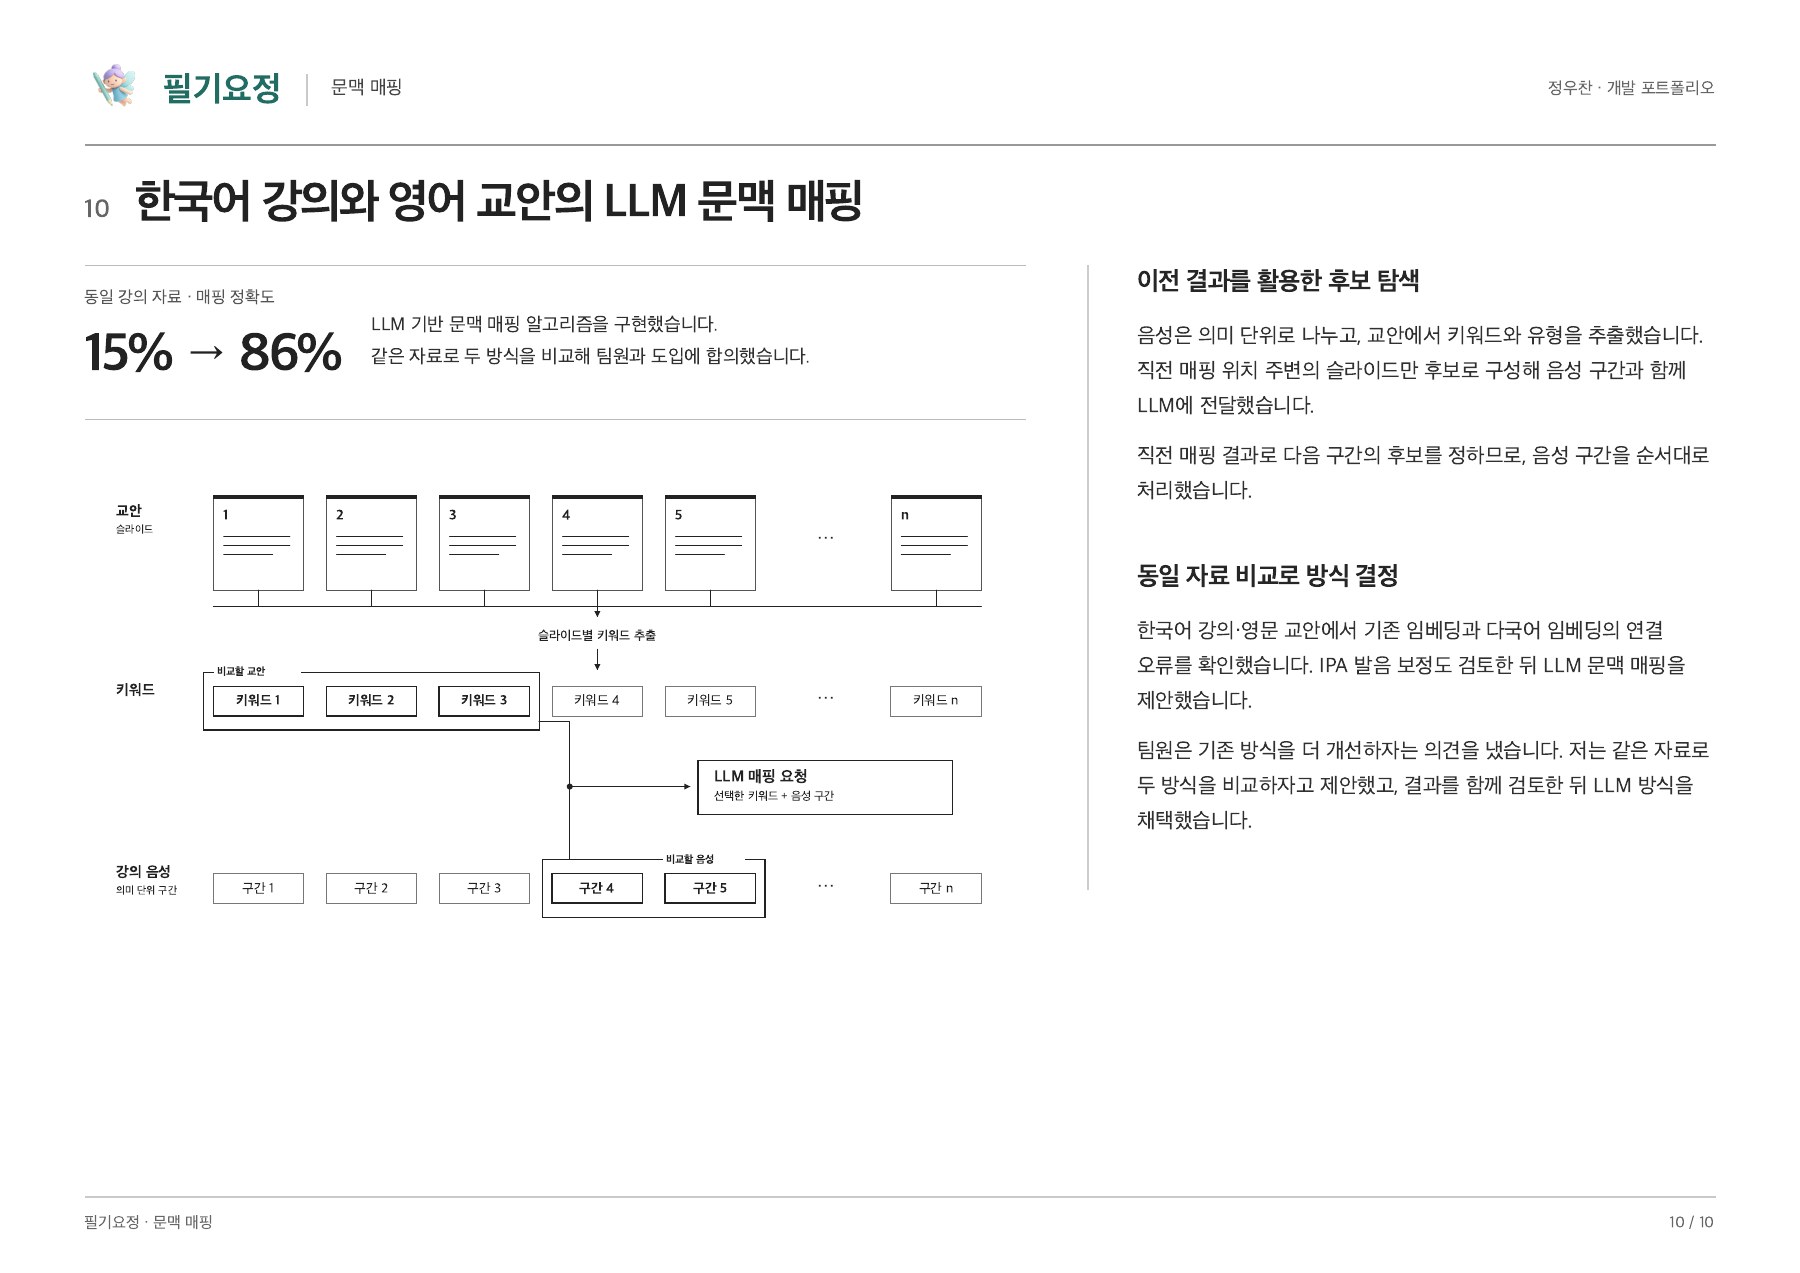 필기요정
문맥 매핑
정우찬 · 개발 포트폴리오
10 한국어 강의와 영어 교안의 LLM 문맥 매핑
동일 강의 자료 · 매핑 정확도
15% → 86%
LLM 기반 문맥 매핑 알고리즘을 구현했습니다.
같은 자료로 두 방식을 비교해 팀원과 도입에 합의했습니다.
교안
슬라이드
1 2 3 4 5 ... n
슬라이드별 키워드 추출
비교할 교안
키워드
키워드 1 키워드 2 키워드 3 키워드 4 키워드 5 ... 키워드 n
LLM 매핑 요청
선택한 키워드 + 음성 구간
비교할 음성
강의 음성
의미 단위 구간
구간 1 구간 2 구간 3 구간 4 구간 5 ... 구간 n
이전 결과를 활용한 후보 탐색
음성은 의미 단위로 나누고, 교안에서 키워드와 유형을 추출했습니다.
직전 매핑 위치 주변의 슬라이드만 후보로 구성해 음성 구간과 함께
LLM에 전달했습니다.
직전 매핑 결과로 다음 구간의 후보를 정하므로, 음성 구간을 순서대로
처리했습니다.
동일 자료 비교로 방식 결정
한국어 강의·영문 교안에서 기존 임베딩과 다국어 임베딩의 연결
오류를 확인했습니다. IPA 발음 보정도 검토한 뒤 LLM 문맥 매핑을
제안했습니다.
팀원은 기존 방식을 더 개선하자는 의견을 냈습니다. 저는 같은 자료로
두 방식을 비교하자고 제안했고, 결과를 함께 검토한 뒤 LLM 방식을
채택했습니다.
필기요정 · 문맥 매핑
10 / 10